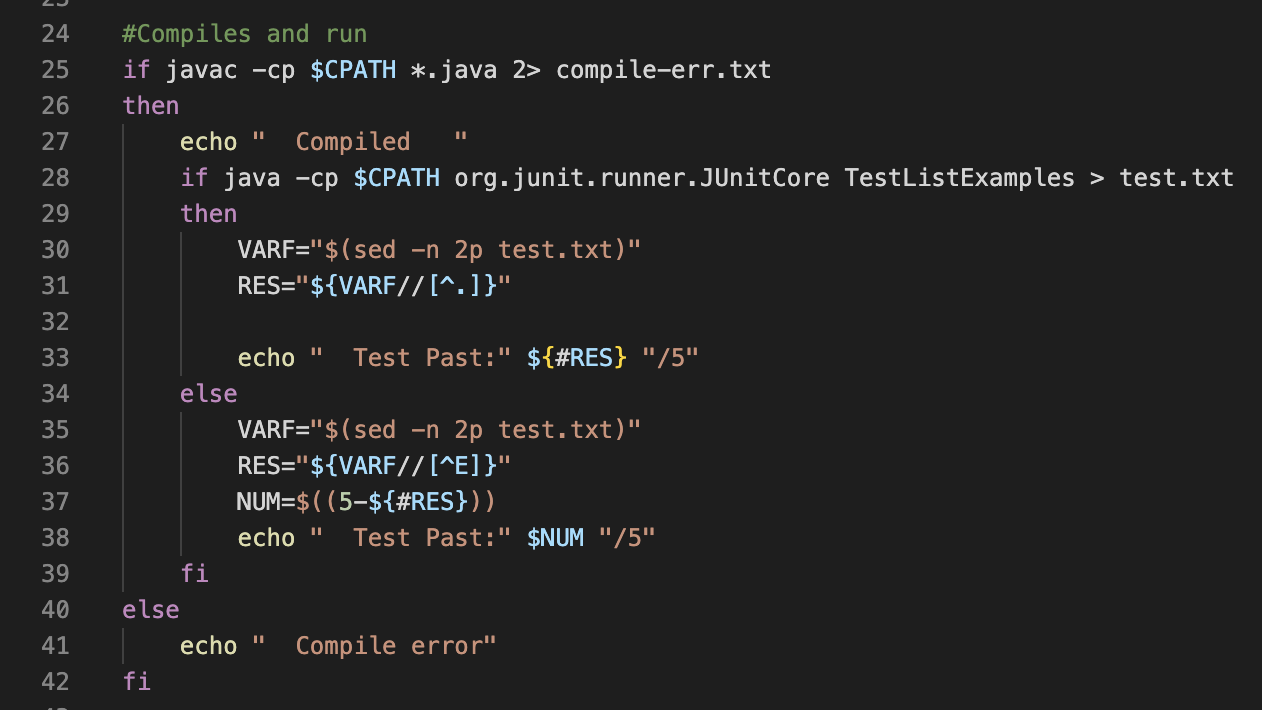 24 #Compiles and run
25 if javac -cp $CPATH *.java 2> compile-err.txt
26 then
27     echo "  Compiled   "
28     if java -cp $CPATH org.junit.runner.JUnitCore TestListExamples > test.txt
29     then
30         VARF="$(sed -n 2p test.txt)"
31         RES="${VARF//[^.]}"
32
33         echo "  Test Past:" ${#RES} "/5"
34     else
35         VARF="$(sed -n 2p test.txt)"
36         RES="${VARF//[^E]}"
37         NUM=$((5-${#RES}))
38         echo "  Test Past:" $NUM "/5"
39     fi
40 else
41     echo "  Compile error"
42 fi